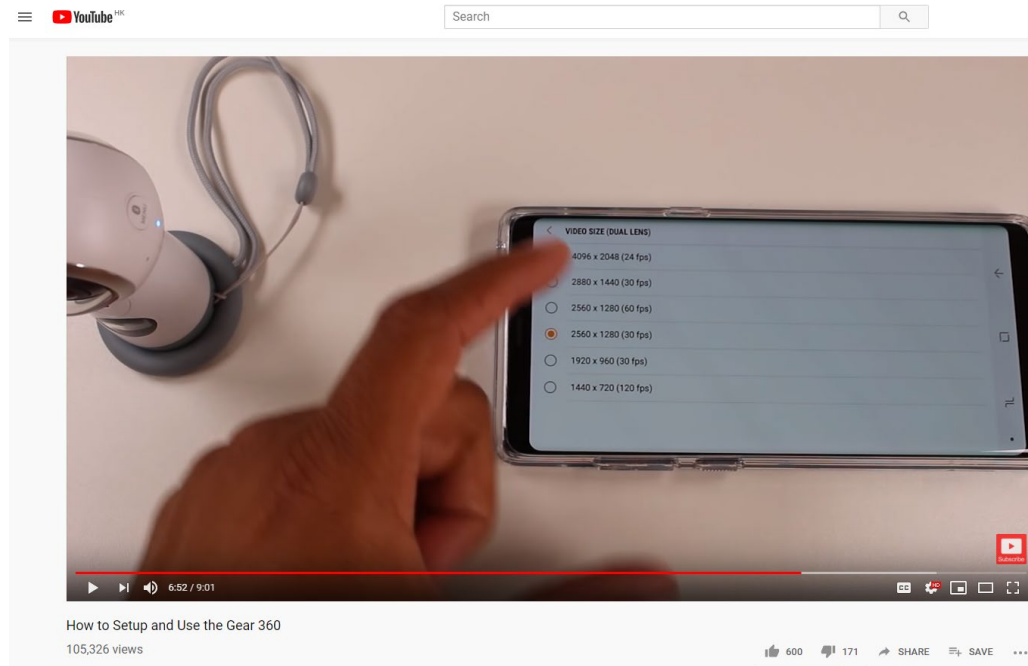 YouTube HK
Search
VIDEO SIZE (DUAL LENS)
4096 x 2048 (24 fps)
2880 x 1440 (30 fps)
2560 x 1280 (60 fps)
2560 x 1280 (30 fps)
1920 x 960 (30 fps)
1440 x 720 (120 fps)
Subscribe
6:52 / 9:01
CC
HD
How to Setup and Use the Gear 360
105,326 views
600
171
SHARE
SAVE